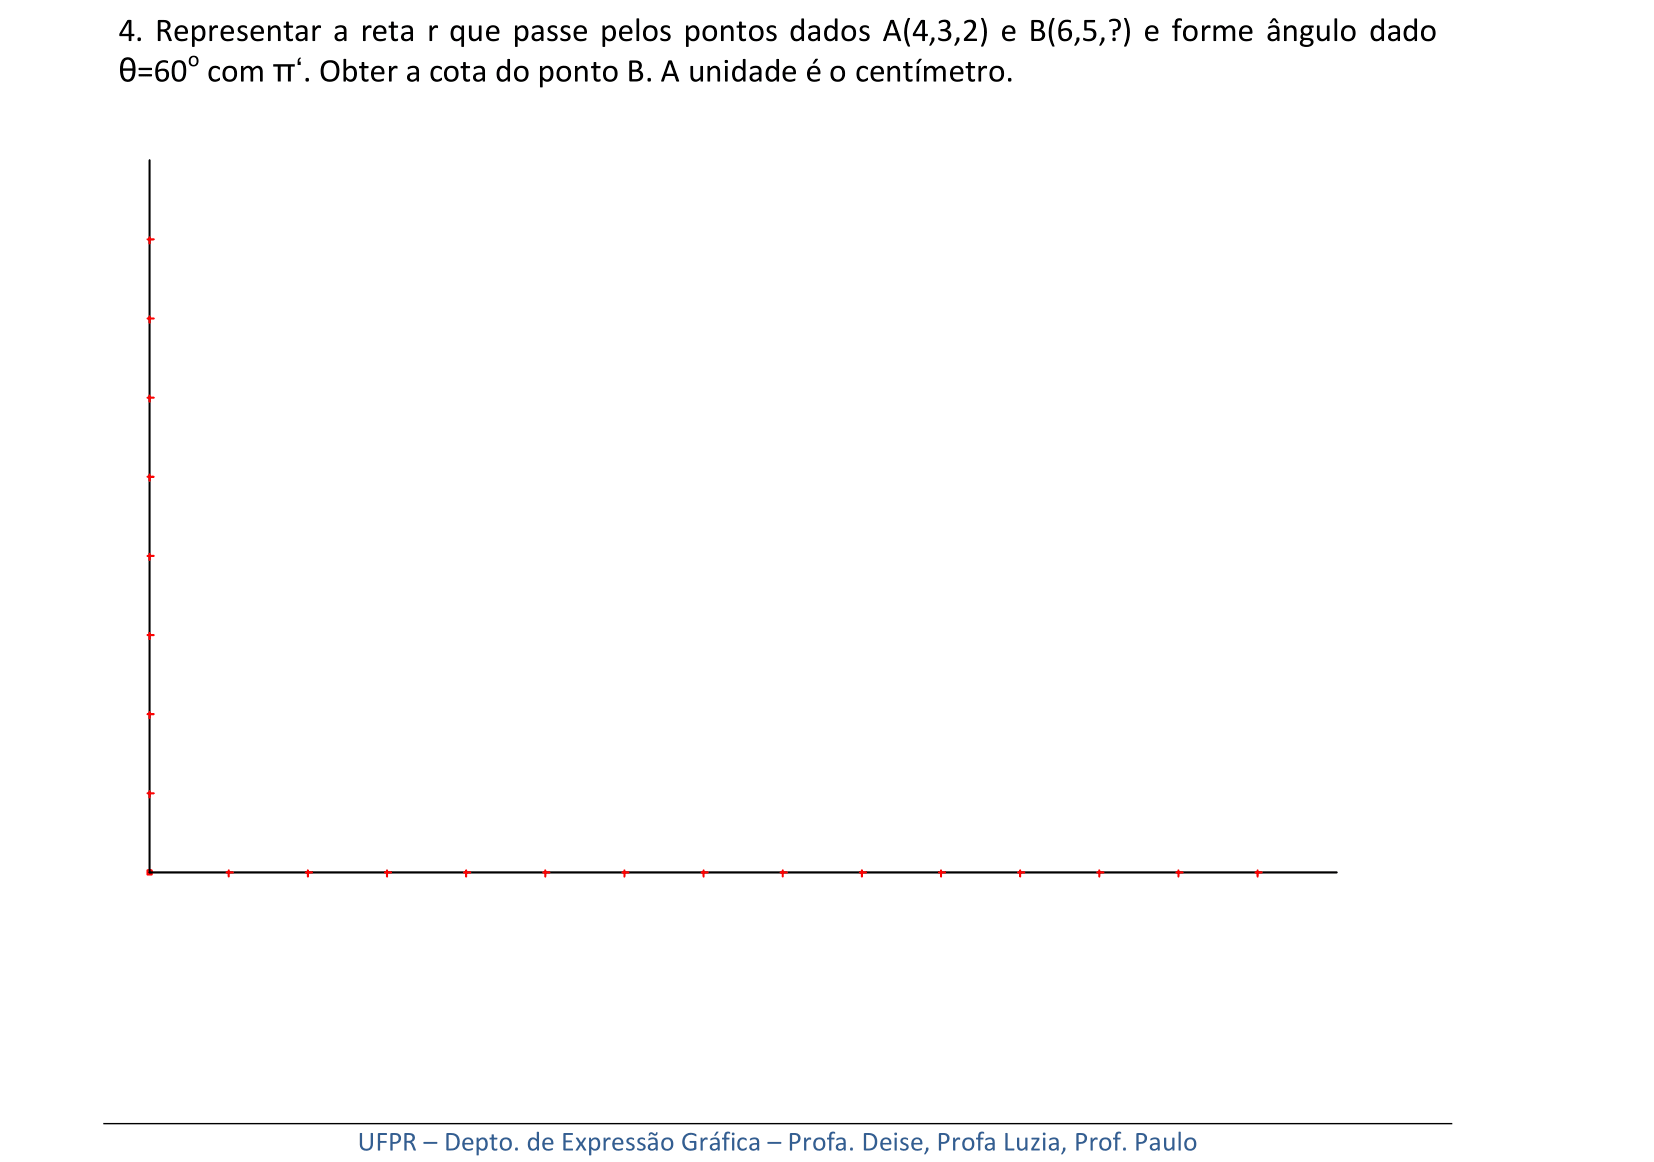 4. Representar a reta r que passe pelos pontos dados A(4,3,2) e B(6,5,?) e forme ângulo dado
θ=60° com π‘. Obter a cota do ponto B. A unidade é o centímetro.
UFPR – Depto. de Expressão Gráfica – Profa. Deise, Profa Luzia, Prof. Paulo